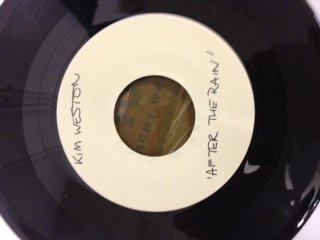 KIM WESTON
'AFTER THE RAIN'